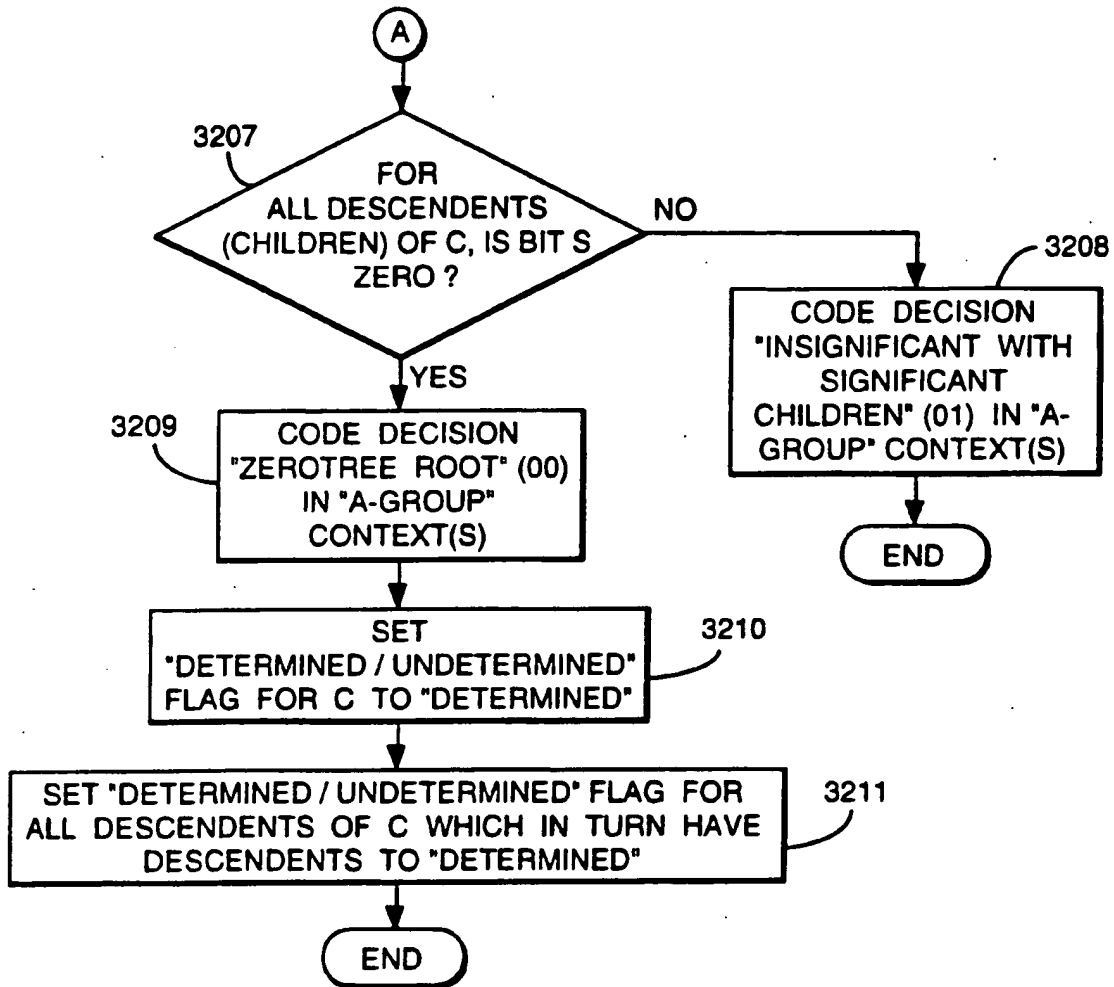 A
3207
FOR
ALL DESCENDENTS
(CHILDREN) OF C, IS BIT S
ZERO ?
NO
3208
CODE DECISION
"INSIGNIFICANT WITH
SIGNIFICANT
CHILDREN" (01) IN "A-
GROUP" CONTEXT(S)
END
YES
3209
CODE DECISION
"ZEROTREE ROOT" (00)
IN "A-GROUP"
CONTEXT(S)
3210
SET
"DETERMINED / UNDETERMINED"
FLAG FOR C TO "DETERMINED"
3211
SET "DETERMINED / UNDETERMINED" FLAG FOR
ALL DESCENDENTS OF C WHICH IN TURN HAVE
DESCENDENTS TO "DETERMINED"
END